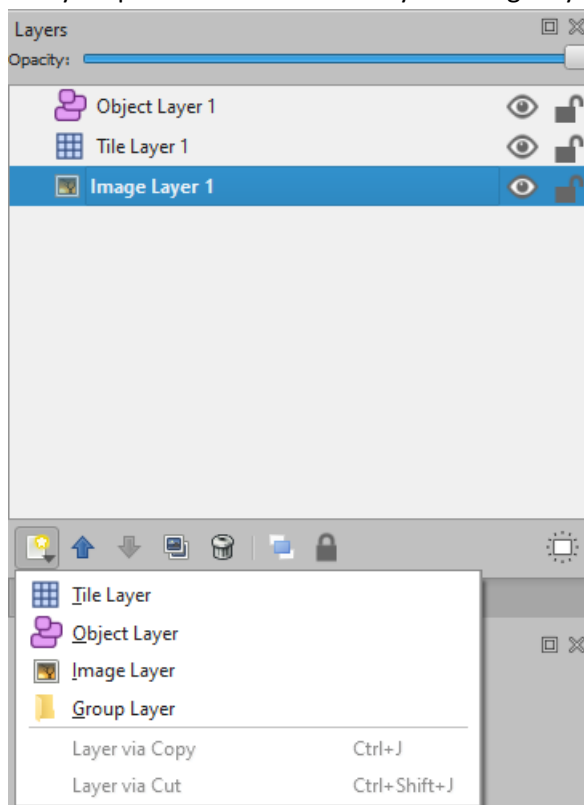 Layers
Opacity:
Object Layer 1
Tile Layer 1
Image Layer 1
Tile Layer
Object Layer
Image Layer
Group Layer
Layer via Copy Ctrl+J
Layer via Cut Ctrl+Shift+J